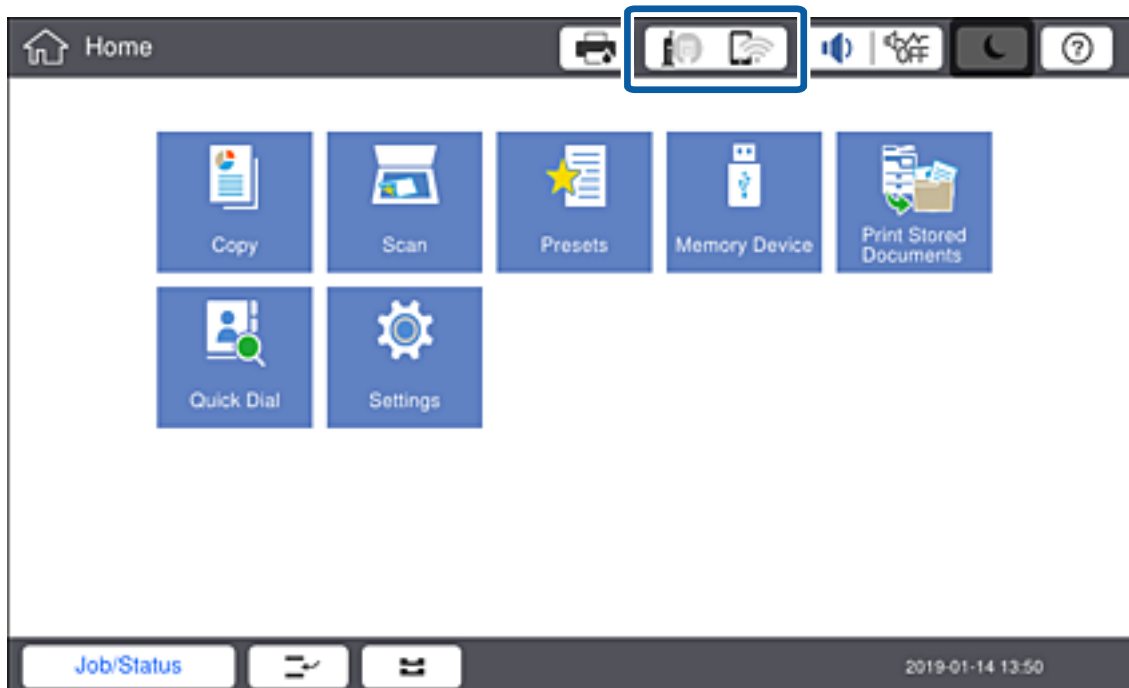 Home
OFF
?
Copy
Scan
Presets
Memory Device
Print Stored
Documents
Quick Dial
Settings
Job/Status
2019-01-14 13:50